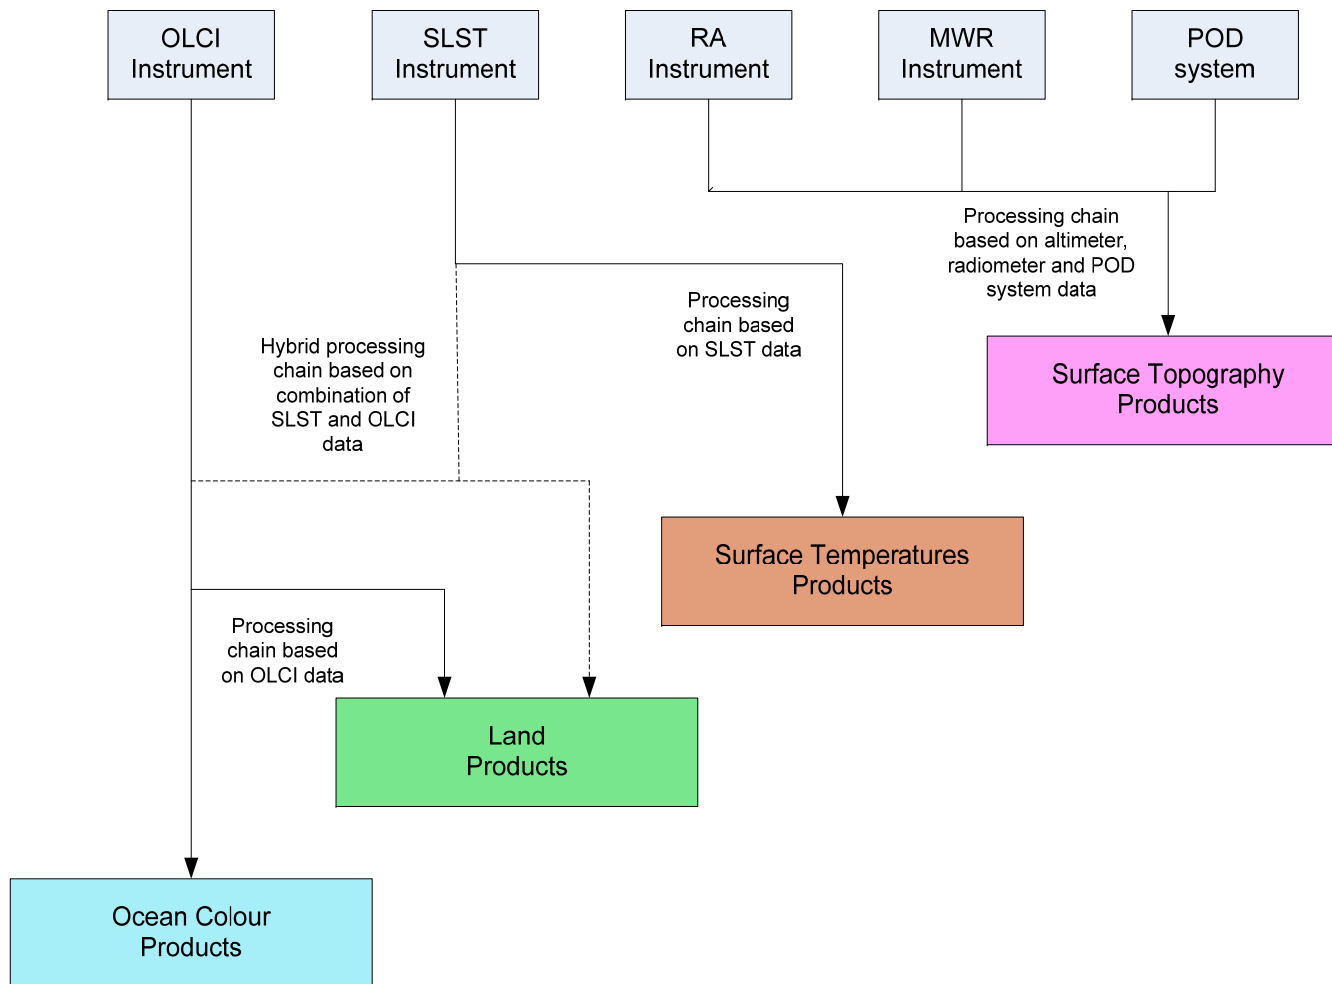 OLCI
Instrument
SLST
Instrument
RA
Instrument
MWR
Instrument
POD
system
Processing chain
based on altimeter,
radiometer and POD
system data
Processing
chain based
on SLST data
Hybrid processing
chain based on
combination of
SLST and OLCI
data
Surface Topography
Products
Surface Temperatures
Products
Processing
chain based
on OLCI data
Land
Products
Ocean Colour
Products